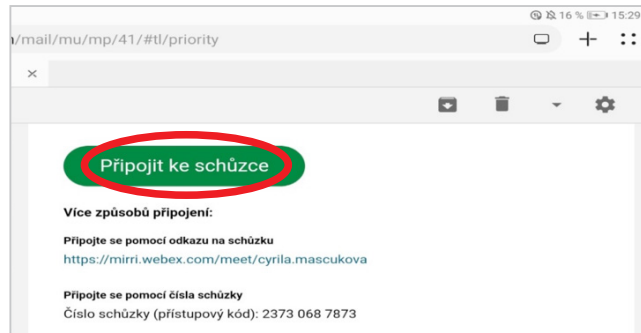 16 % 15:29
/mail/mu/mp/41/#tl/priority
Připojit ke schůzce
Více způsobů připojení:
Připojte se pomocí odkazu na schůzku
https://mirri.webex.com/meet/cyrila.mascukova
Připojte se pomocí čísla schůzky
Číslo schůzky (přístupový kód): 2373 068 7873